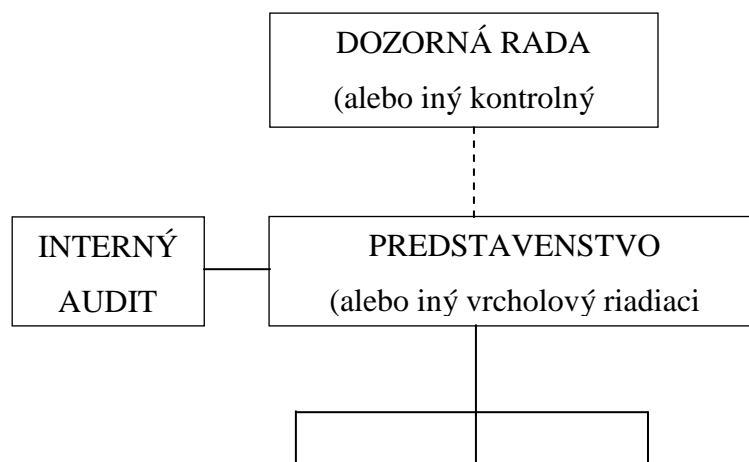 DOZORNÁ RADA
(alebo iný kontrolný
INTERNÝ
AUDIT
PREDSTAVENSTVO
(alebo iný vrcholový riadiaci